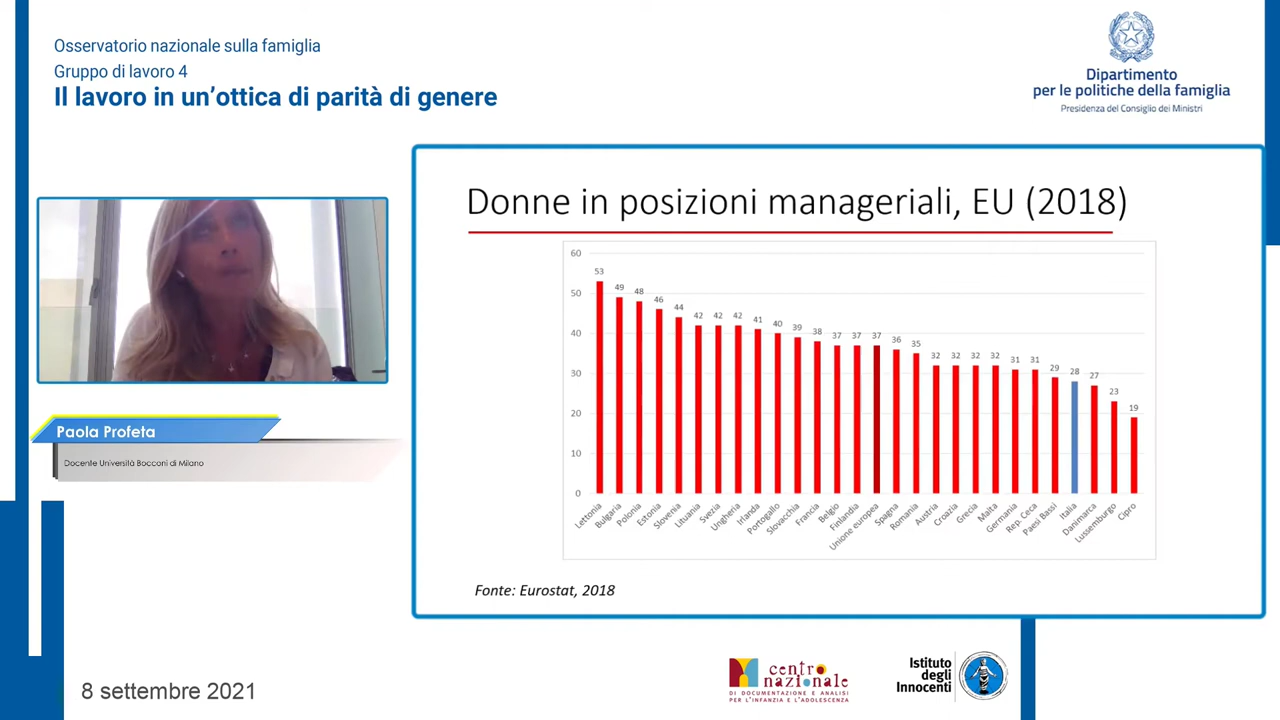 Osservatorio nazionale sulla famiglia
Gruppo di lavoro 4
Il lavoro in un'ottica di parità di genere
Dipartimento
per le politiche della famiglia
Presidenza del Consiglio dei Ministri
Donne in posizioni manageriali, EU (2018)
60
50
40
30
20
10
0
53
49
48
46
44
42
42
42
41
40
39
38
37
37
37
36
35
32
32
32
32
31
31
29
28
27
23
19
Lettonia
Bulgaria
Polonia
Estonia
Slovenia
Lituania
Svezia
Ungheria
Irlanda
Portogallo
Slovacchia
Francia
Belgio
Finlandia
Unione europea
Spagna
Romania
Austria
Croazia
Grecia
Malta
Germania
Rep. Ceca
Paesi Bassi
Italia
Danimarca
Lussemburgo
Cipro
Fonte: Eurostat, 2018
Paola Profeta
Docente Università Bocconi di Milano
8 settembre 2021
centro
nazionale
DI DOCUMENTAZIONE E ANALISI
PER L'INFANZIA E L'ADOLESCENZA
Istituto
degli
Innocenti